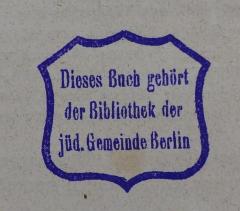 Dieses Buch gehört
der Bibliothek der
jüd. Gemeinde Berlin